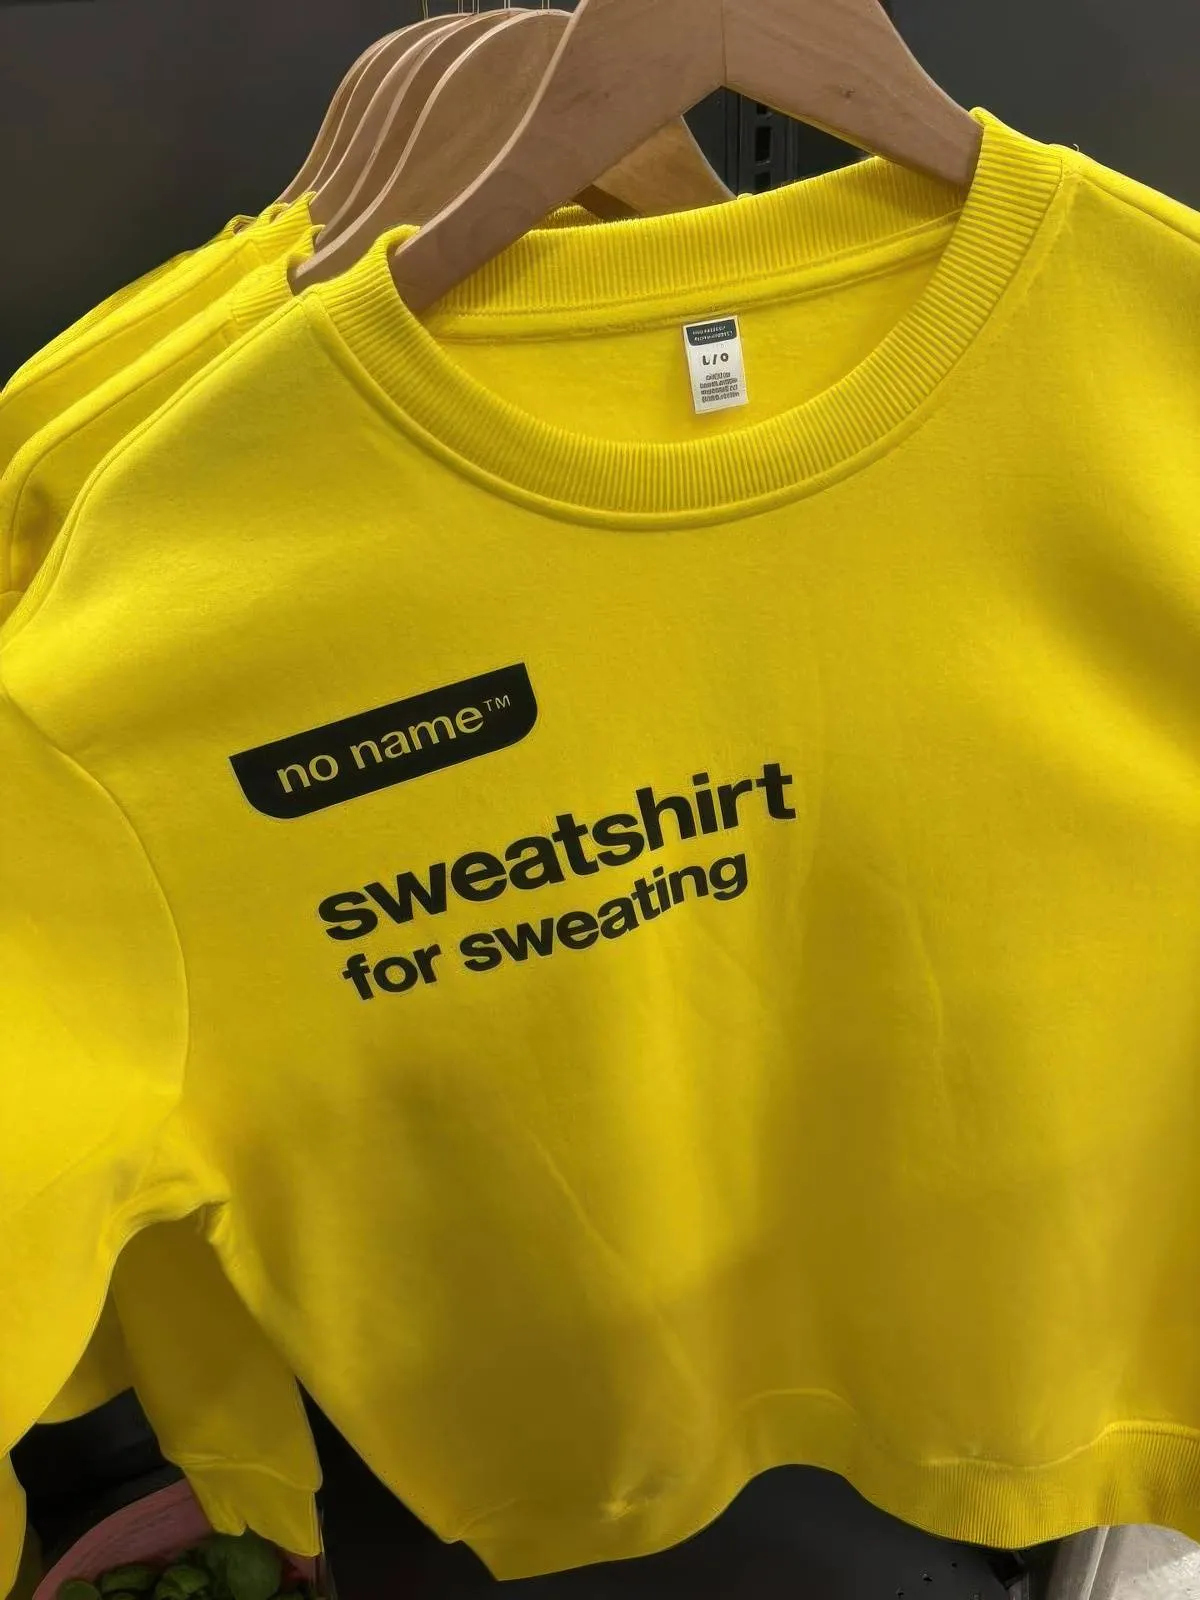 L/G
no name™
sweatshirt
for sweating